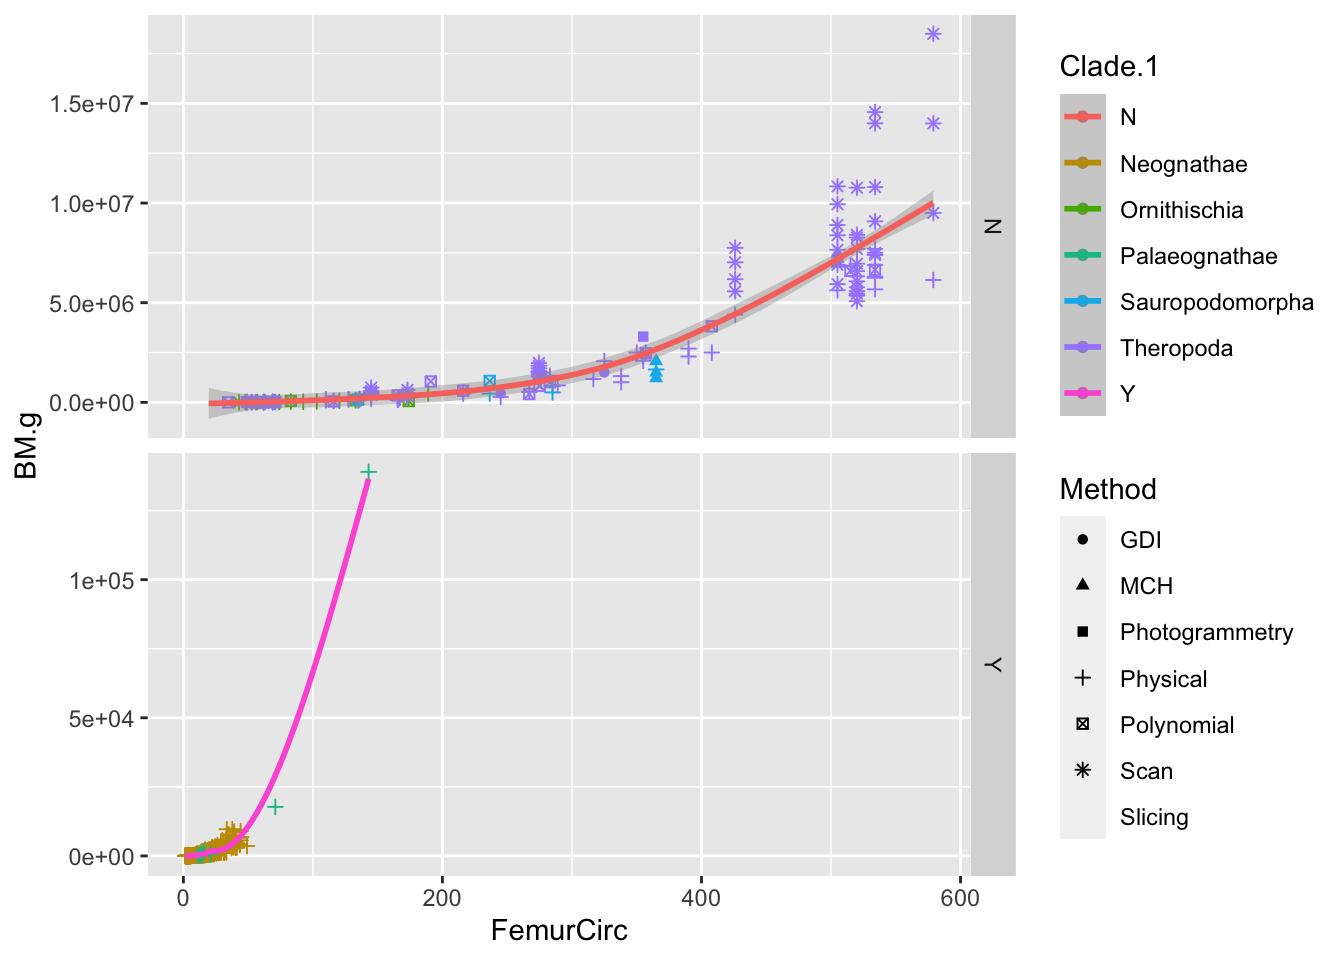 1.5e+07
1.0e+07
5.0e+06
0.0e+00
N
1e+05
5e+04
0e+00
Y
0
200
400
600
FemurCirc
BM.g
Clade.1
N
Neognathae
Ornithischia
Palaeognathae
Sauropodomorpha
Theropoda
Y
Method
GDI
MCH
Photogrammetry
Physical
Polynomial
Scan
Slicing